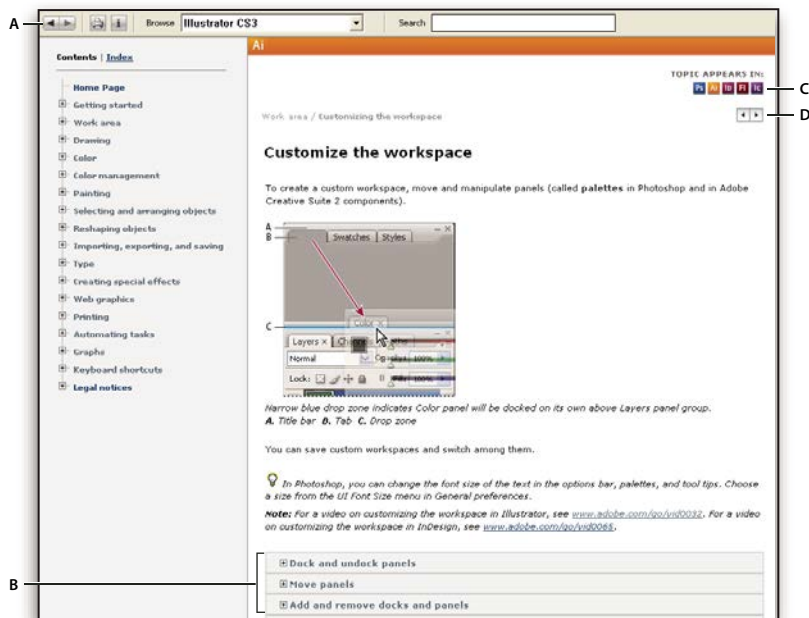 A
Browse Illustrator CS3 Search
Contents | Index
Home Page
Getting started
Work area
Drawing
Color
Color management
Painting
Selecting and arranging objects
Reshaping objects
Importing, exporting, and saving
Type
Creating special effects
Web graphics
Printing
Automating tasks
Graphs
Keyboard shortcuts
Legal notices
Ai
TOPIC APPEARS IN:
Ps Ai ID Fl IC
C
D
Work area / Customizing the workspace
Customize the workspace
To create a custom workspace, move and manipulate panels (called palettes in Photoshop and in Adobe
Creative Suite 2 components).
A
B
Swatches Styles
C
Color
Layers
Normal 100%
Lock: 100%
Narrow blue drop zone indicates Color panel will be docked on its own above Layers panel group.
A. Title bar B. Tab C. Drop zone
You can save custom workspaces and switch among them.
In Photoshop, you can change the font size of the text in the options bar, palettes, and tool tips. Choose
a size from the UI Font Size menu in General preferences.
Note: For a video on customizing the workspace in Illustrator, see www.adobe.com/go/vid0032. For a video
on customizing the workspace in InDesign, see www.adobe.com/go/vid0065.
B
Dock and undock panels
Move panels
Add and remove docks and panels